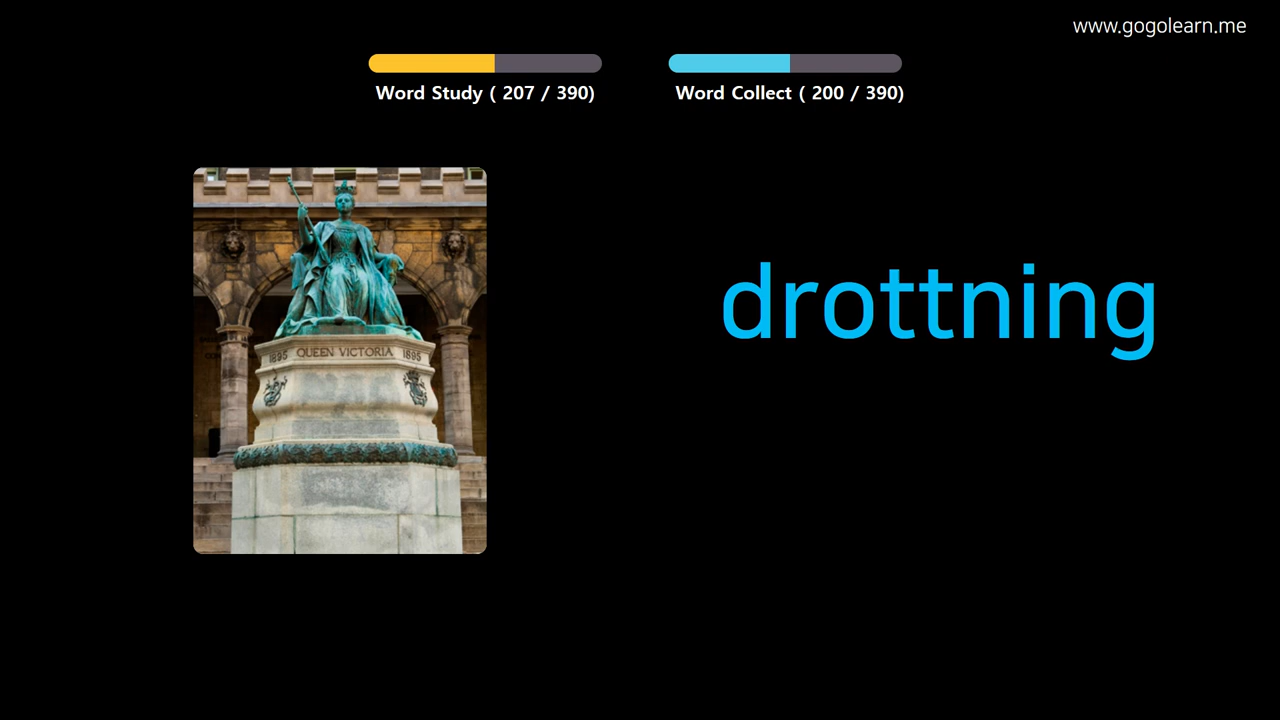 www.gogolearn.me
Word Study ( 207 / 390)
Word Collect ( 200 / 390)
drottning
1895 QUEEN VICTORIA 1895